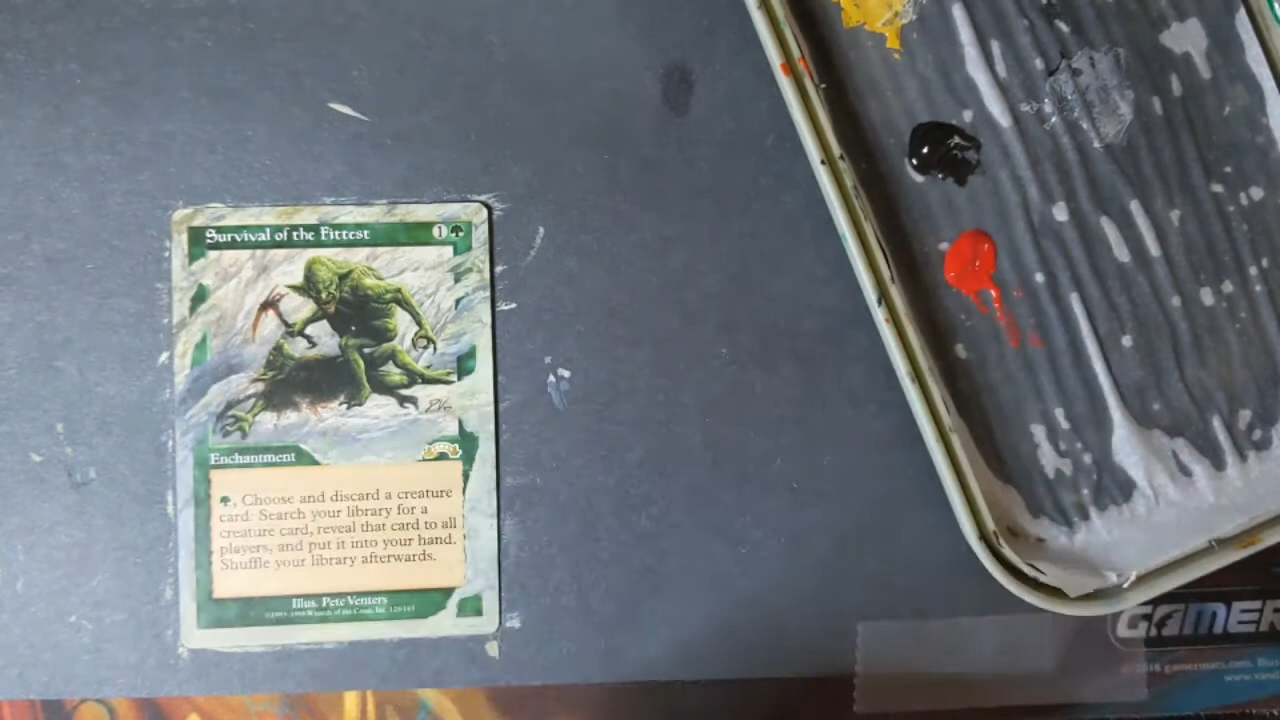 Survival of the Fittest
1
Enchantment
, Choose and discard a creature
card: Search your library for a
creature card, reveal that card to all
players, and put it into your hand.
Shuffle your library afterwards.
Illus. Pete Venters
GAMER